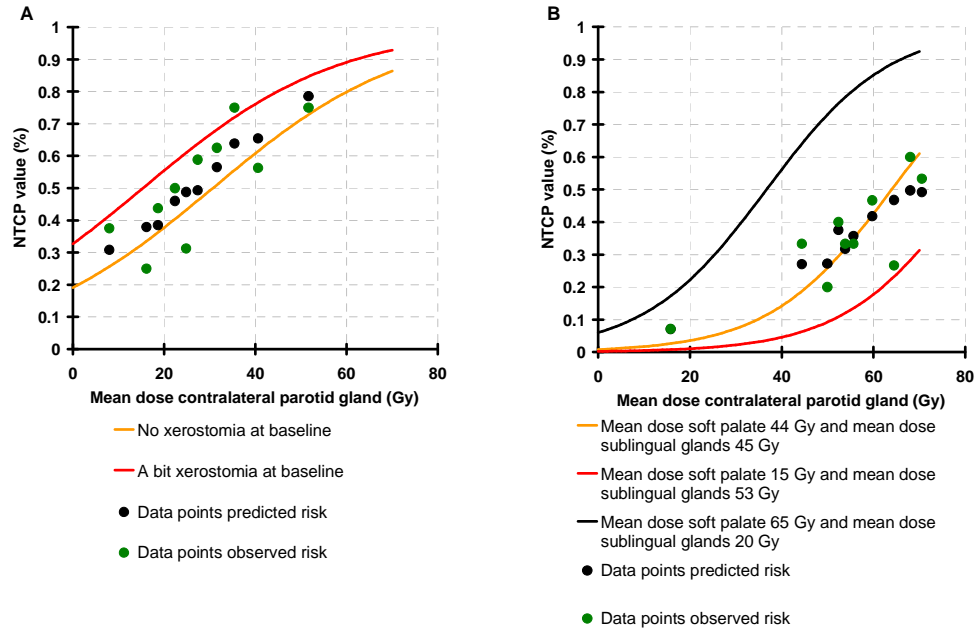 A
NTCP value (%)
1
0.9
0.8
0.7
0.6
0.5
0.4
0.3
0.2
0.1
0
0 20 40 60 80
Mean dose contralateral parotid gland (Gy)
No xerostomia at baseline
A bit xerostomia at baseline
Data points predicted risk
Data points observed risk
B
NTCP value (%)
1
0.9
0.8
0.7
0.6
0.5
0.4
0.3
0.2
0.1
0
0 20 40 60 80
Mean dose contralateral parotid gland (Gy)
Mean dose soft palate 44 Gy and mean dose
sublingual glands 45 Gy
Mean dose soft palate 15 Gy and mean dose
sublingual glands 53 Gy
Mean dose soft palate 65 Gy and mean dose
sublingual glands 20 Gy
Data points predicted risk
Data points observed risk